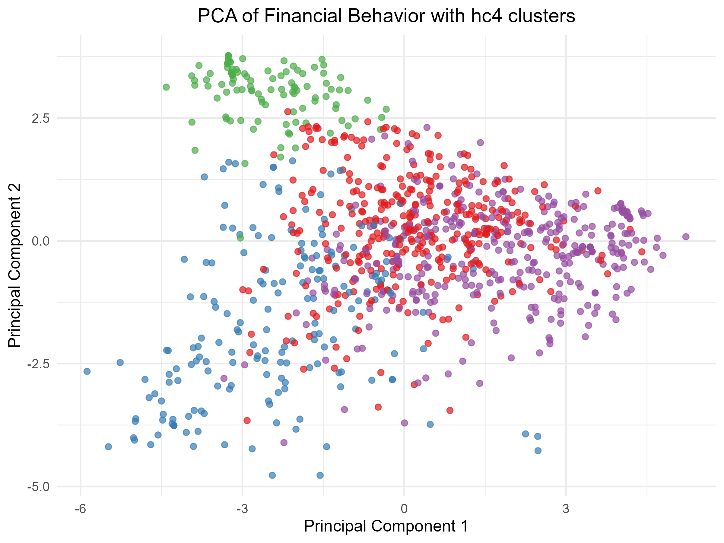 PCA of Financial Behavior with hc4 clusters
Principal Component 2
2.5
0.0
-2.5
-5.0
-6
-3
0
3
Principal Component 1